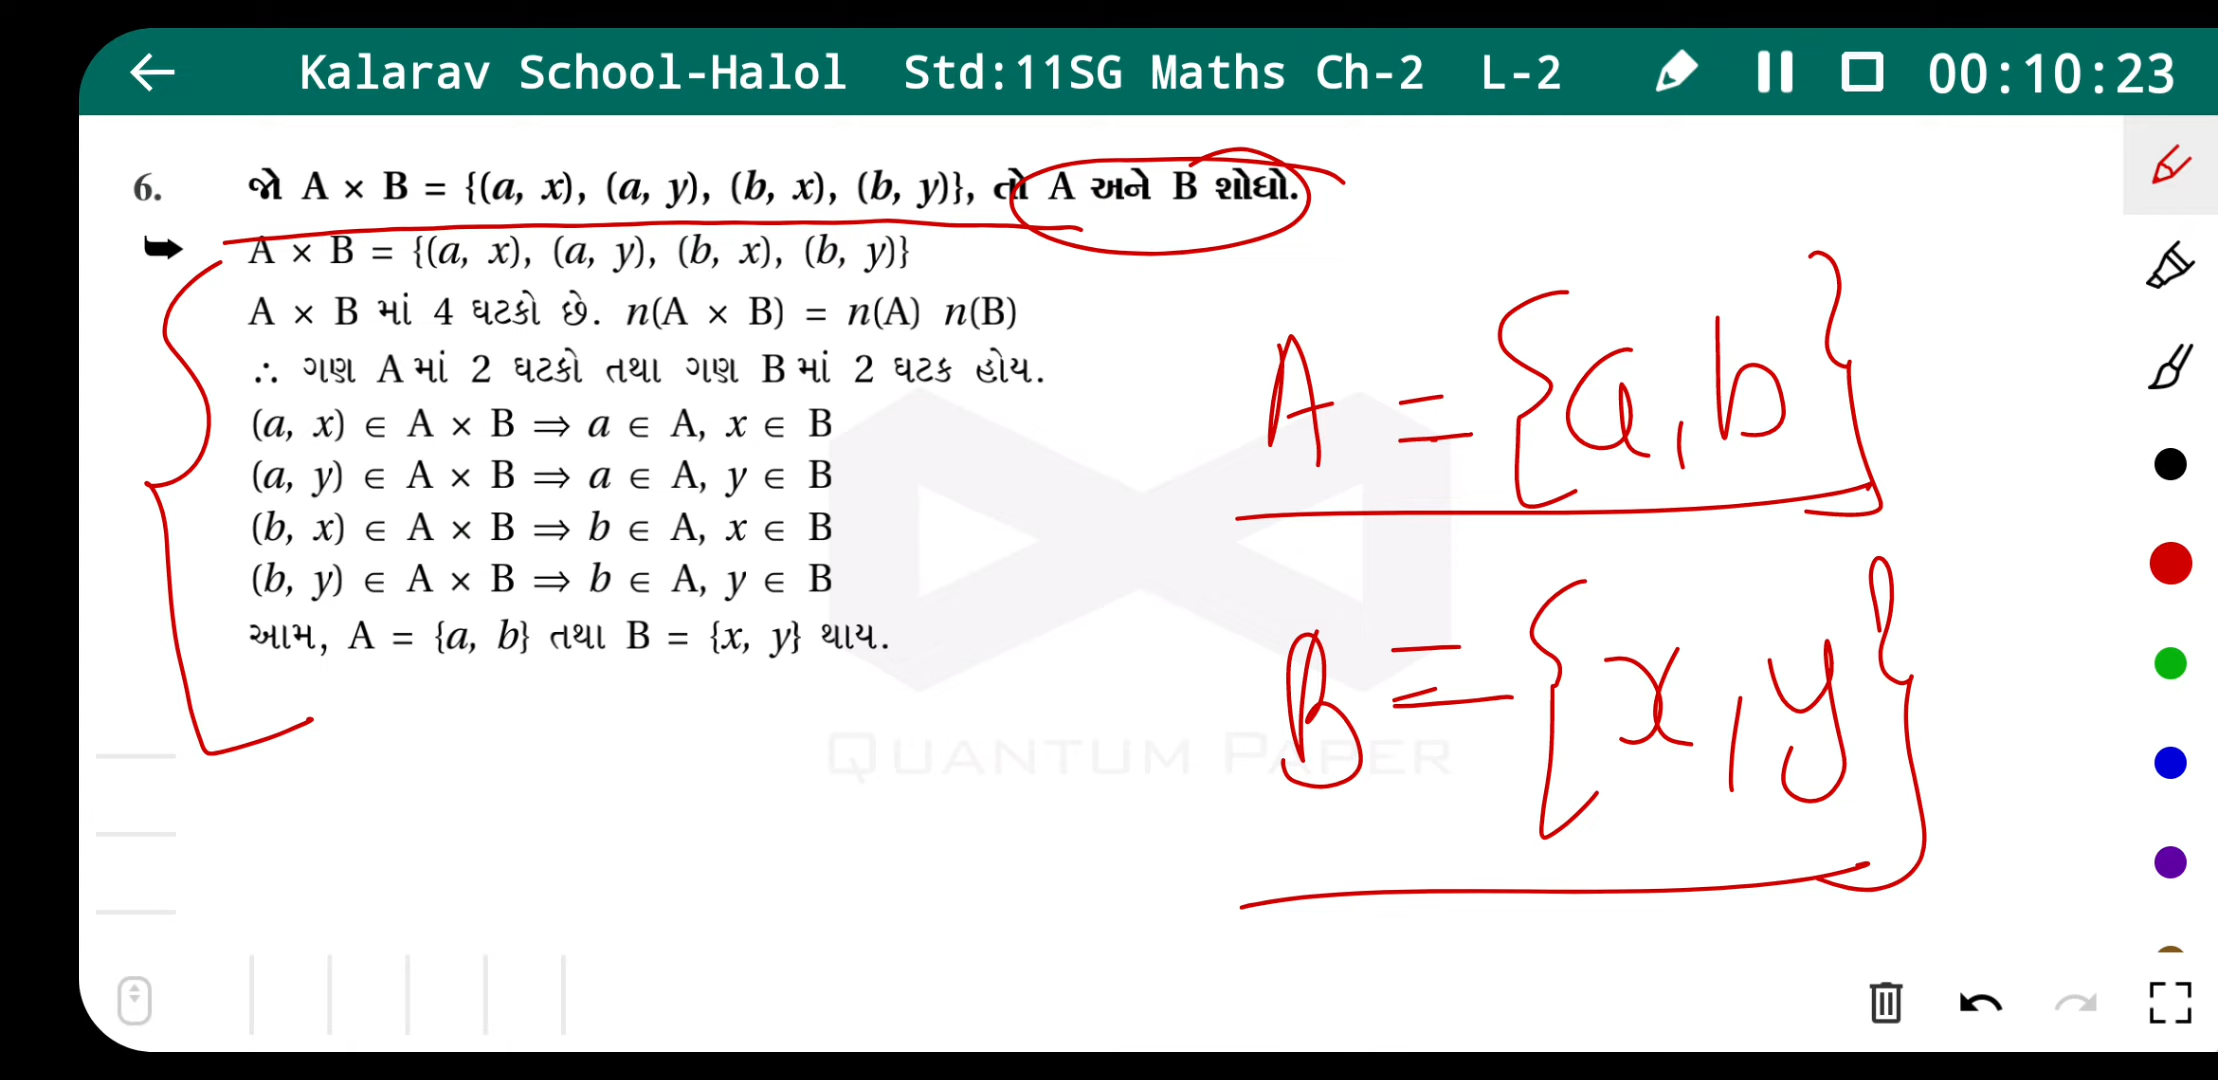 Kalarav School-Halol Std:11SG Maths Ch-2 L-2 00:10:23
6. જો A × B = {(a, x), (a, y), (b, x), (b, y)}, તો A અને B શોધો.
A × B = {(a, x), (a, y), (b, x), (b, y)}
A × B માં 4 ઘટકો છે. n(A × B) = n(A) n(B)
∴ ગણ A માં 2 ઘટકો તથા ગણ B માં 2 ઘટક હોય.
(a, x) ∈ A × B ⇒ a ∈ A, x ∈ B
(a, y) ∈ A × B ⇒ a ∈ A, y ∈ B
(b, x) ∈ A × B ⇒ b ∈ A, x ∈ B
(b, y) ∈ A × B ⇒ b ∈ A, y ∈ B
આમ, A = {a, b} તથા B = {x, y} થાય.
A = {a, b}
B = {x, y}
QUANTUM PAPER